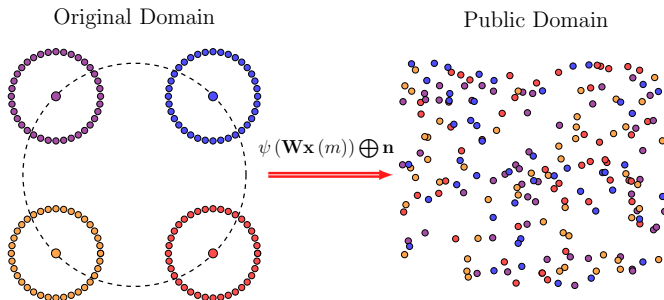 Original Domain
Public Domain
ψ (Wx (m)) ⨁ n